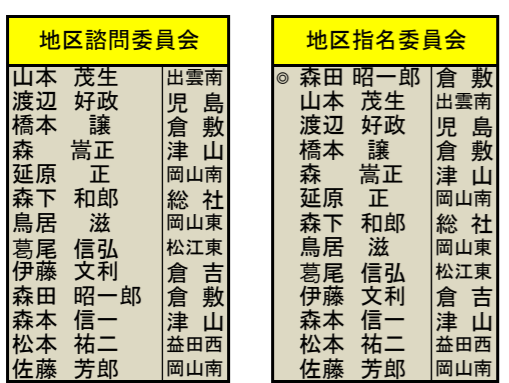 地区諮問委員会
山本 茂生 出雲南
渡辺 好政 児 島
橋本 譲 倉 敷
森 嵩正 津 山
延原 正 岡山南
森下 和郎 総 社
鳥居 滋 岡山東
葛尾 信弘 松江東
伊藤 文利 倉 吉
森田 昭一郎 倉 敷
森本 信一 津 山
松本 祐二 益田西
佐藤 芳郎 岡山南
地区指名委員会
◎ 森田 昭一郎 倉 敷
山本 茂生 出雲南
渡辺 好政 児 島
橋本 譲 倉 敷
森 嵩正 津 山
延原 正 岡山南
森下 和郎 総 社
鳥居 滋 岡山東
葛尾 信弘 松江東
伊藤 文利 倉 吉
森本 信一 津 山
松本 祐二 益田西
佐藤 芳郎 岡山南